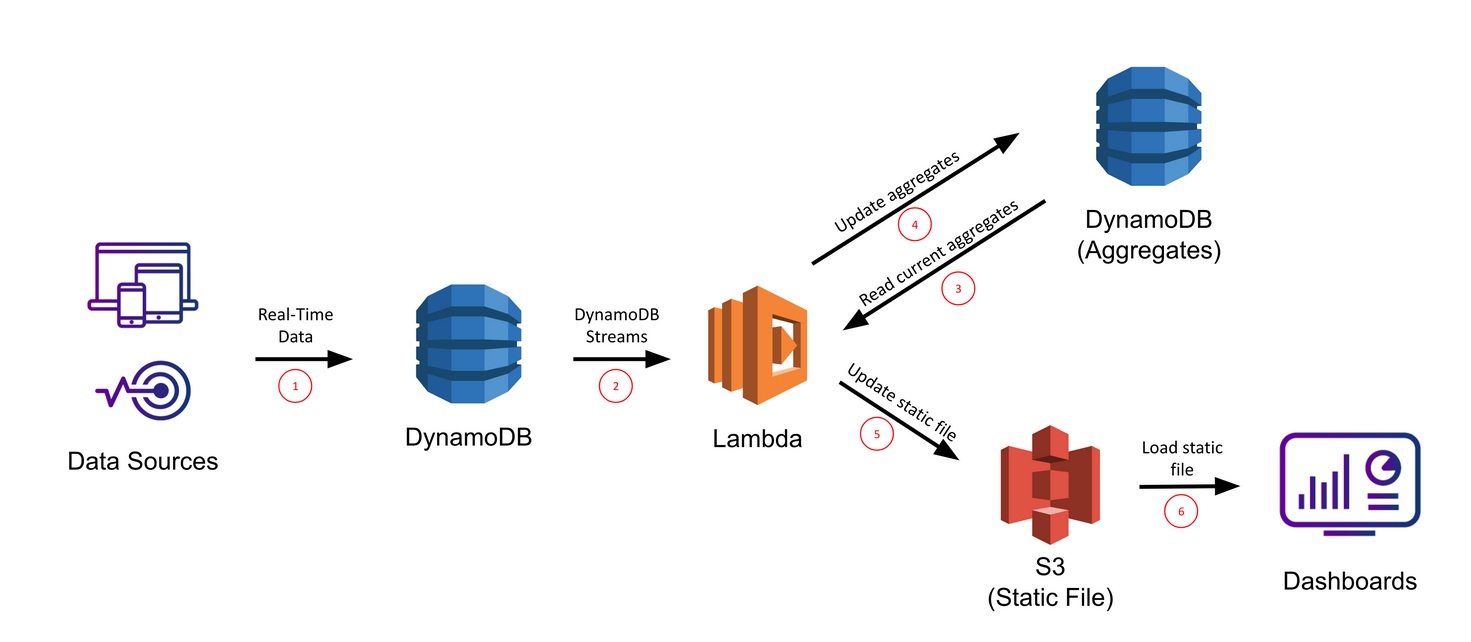 Real-Time
Data
1
Data Sources
DynamoDB
DynamoDB
Streams
2
Lambda
Update aggregates
4
Read current aggregates
3
DynamoDB
(Aggregates)
Update static file
5
S3
(Static File)
Load static
file
6
Dashboards